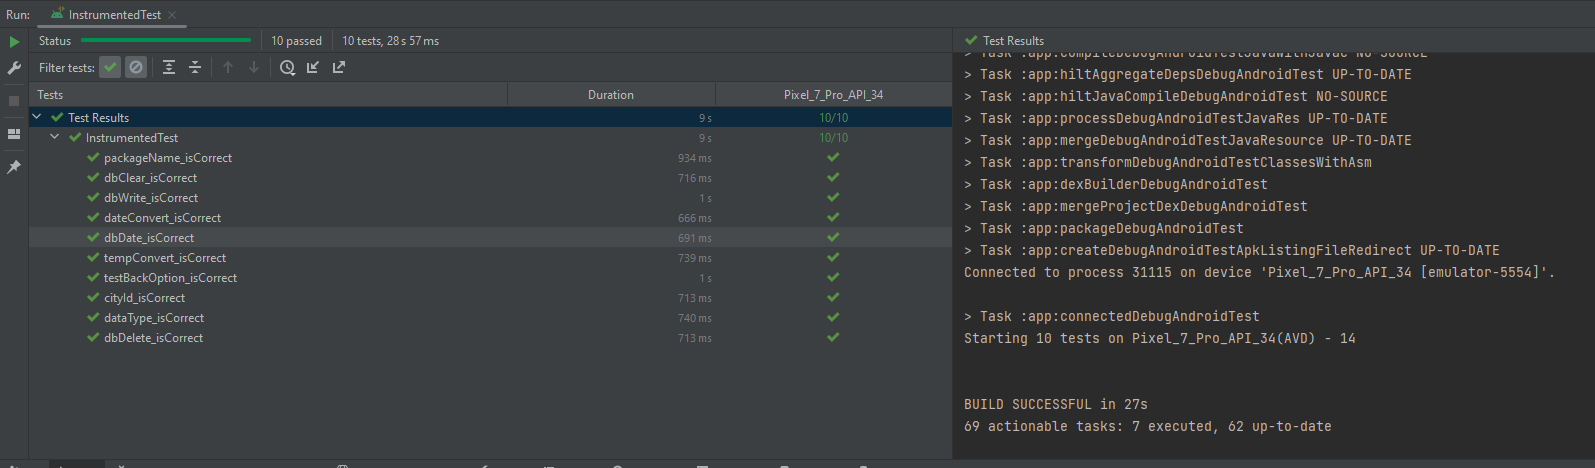 Run: InstrumentedTest
Status 10 passed 10 tests, 28 s 57 ms
Filter tests:
Tests Duration Pixel_7_Pro_API_34
Test Results 9 s 10/10
InstrumentedTest 9 s 10/10
packageName_isCorrect 934 ms
dbClear_isCorrect 716 ms
dbWrite_isCorrect 1 s
dateConvert_isCorrect 666 ms
dbDate_isCorrect 691 ms
tempConvert_isCorrect 739 ms
testBackOption_isCorrect 1 s
cityId_isCorrect 713 ms
dataType_isCorrect 740 ms
dbDelete_isCorrect 713 ms
Test Results
> Task :app:compileDebugAndroidTestJavaWithJavac NO-SOURCE
> Task :app:hiltAggregateDepsDebugAndroidTest UP-TO-DATE
> Task :app:hiltJavaCompileDebugAndroidTest NO-SOURCE
> Task :app:processDebugAndroidTestJavaRes UP-TO-DATE
> Task :app:mergeDebugAndroidTestJavaResource UP-TO-DATE
> Task :app:transformDebugAndroidTestClassesWithAsm
> Task :app:dexBuilderDebugAndroidTest
> Task :app:mergeProjectDexDebugAndroidTest
> Task :app:packageDebugAndroidTest
> Task :app:createDebugAndroidTestApkListingFileRedirect UP-TO-DATE
Connected to process 31115 on device 'Pixel_7_Pro_API_34 [emulator-5554]'.
> Task :app:connectedDebugAndroidTest
Starting 10 tests on Pixel_7_Pro_API_34(AVD) - 14
BUILD SUCCESSFUL in 27s
69 actionable tasks: 7 executed, 62 up-to-date